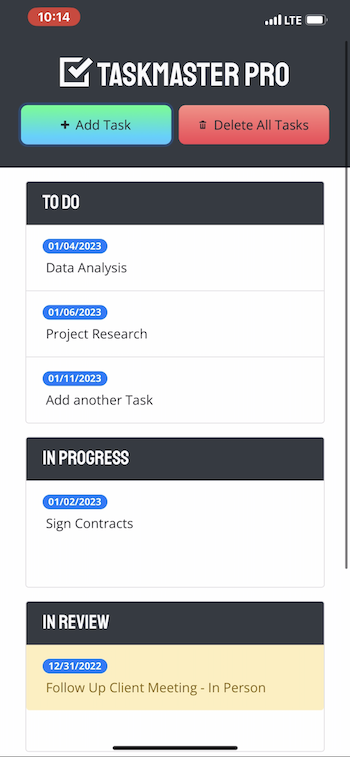 10:14 LTE
TASKMASTER PRO
+ Add Task Delete All Tasks
TO DO
01/04/2023
Data Analysis
01/06/2023
Project Research
01/11/2023
Add another Task
IN PROGRESS
01/02/2023
Sign Contracts
IN REVIEW
12/31/2022
Follow Up Client Meeting - In Person